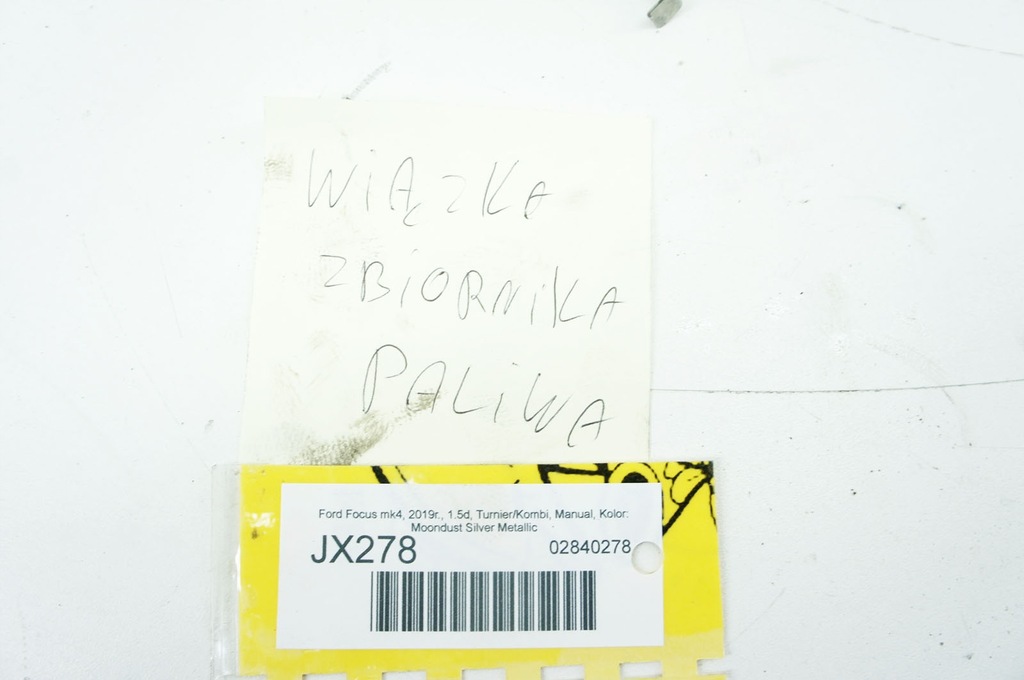 WIĄZKA
ZBIORNIKA
PALIWA
Ford Focus mk4, 2019r., 1.5d, Turnier/Kombi, Manual, Kolor:
Moondust Silver Metallic
JX278 02840278